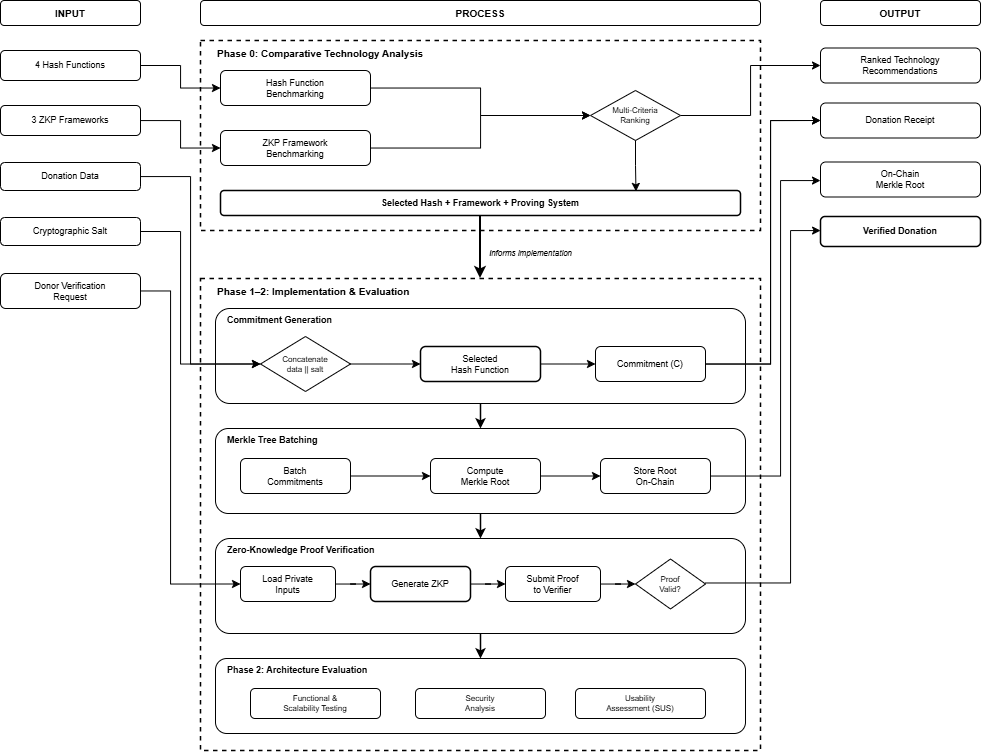 INPUT
PROCESS
OUTPUT
4 Hash Functions
3 ZKP Frameworks
Donation Data
Cryptographic Salt
Donor Verification
Request
Phase 0: Comparative Technology Analysis
Hash Function
Benchmarking
ZKP Framework
Benchmarking
Multi-Criteria
Ranking
Selected Hash + Framework + Proving System
Informs implementation
Phase 1–2: Implementation & Evaluation
Commitment Generation
Concatenate
data || salt
Selected
Hash Function
Commitment (C)
Merkle Tree Batching
Batch
Commitments
Compute
Merkle Root
Store Root
On-Chain
Zero-Knowledge Proof Verification
Load Private
Inputs
Generate ZKP
Submit Proof
to Verifier
Proof
Valid?
Phase 2: Architecture Evaluation
Functional &
Scalability Testing
Security
Analysis
Usability
Assessment (SUS)
Ranked Technology
Recommendations
Donation Receipt
On-Chain
Merkle Root
Verified Donation